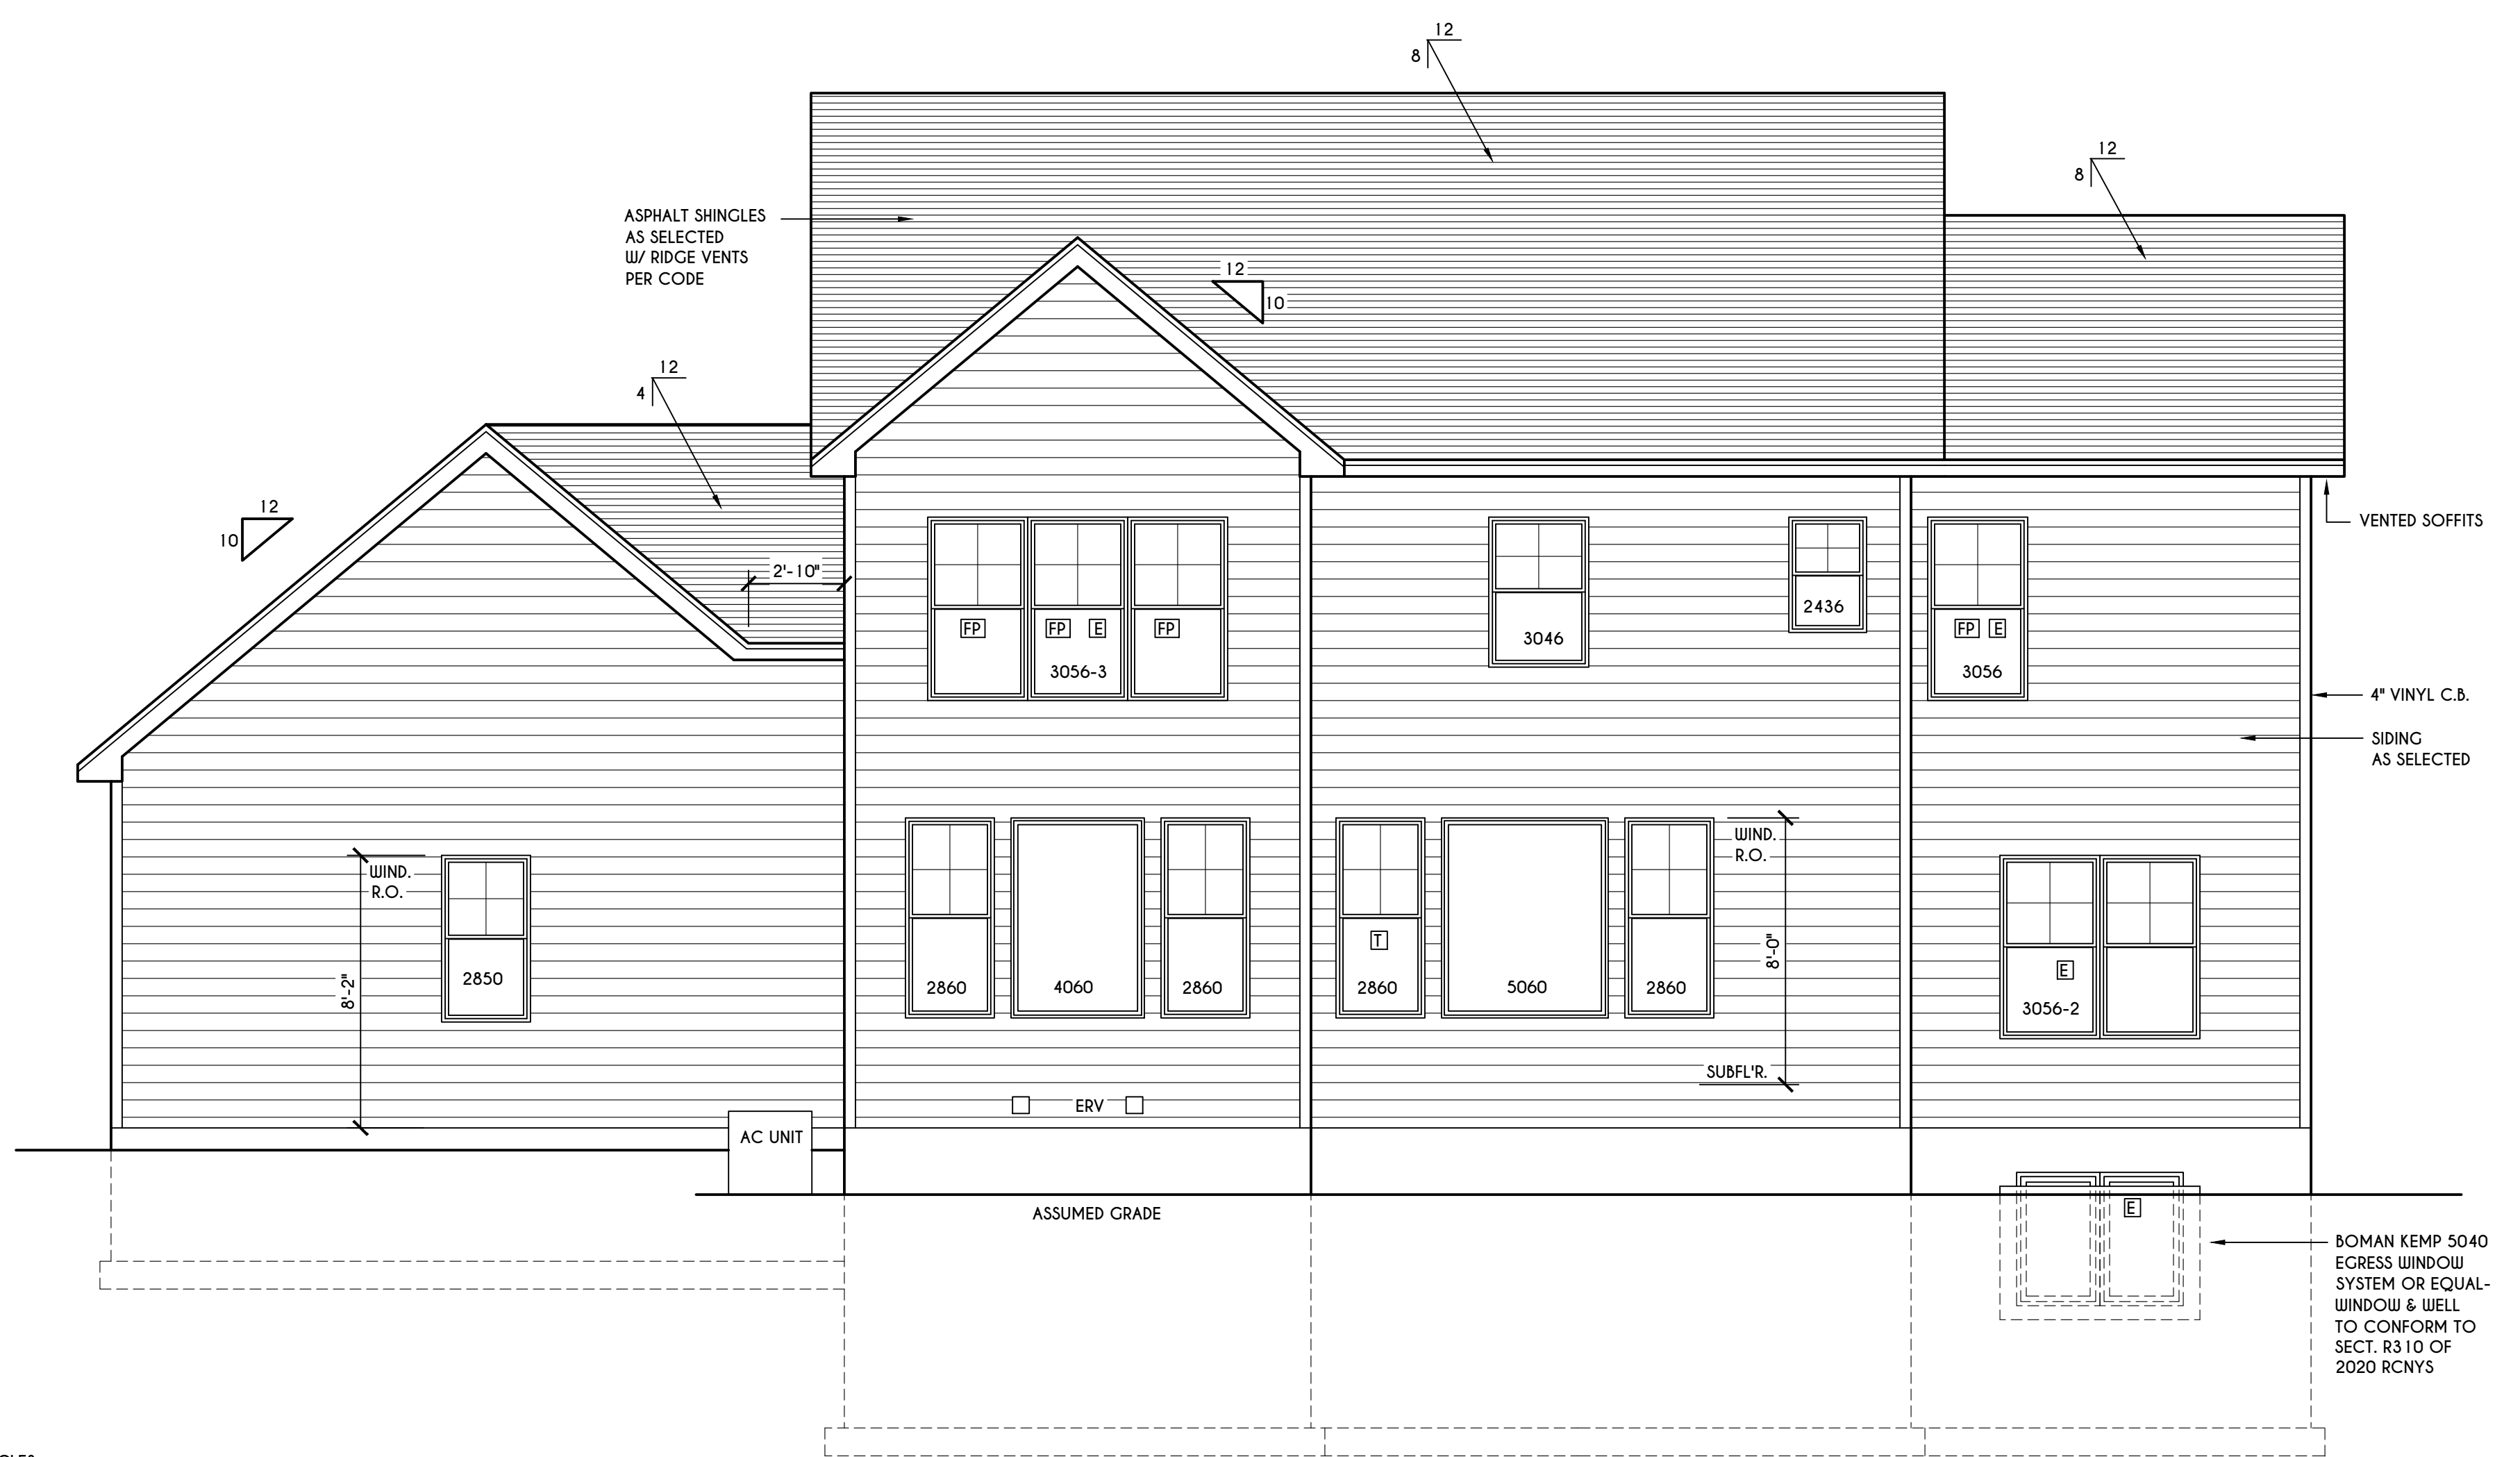 12
8
12
8
ASPHALT SHINGLES
AS SELECTED
W/ RIDGE VENTS
PER CODE
12
10
12
4
12
10
VENTED SOFFITS
2'-10"
2436
FP
FP
E
FP
FP
E
3046
3056-3
3056
4" VINYL C.B.
SIDING
AS SELECTED
WIND.
R.O.
WIND.
R.O.
8'-2"
2850
2860
4060
2860
T
2860
5060
2860
8'-0"
E
3056-2
SUBFL'R.
ERV
AC UNIT
ASSUMED GRADE
E
BOMAN KEMP 5040
EGRESS WINDOW
SYSTEM OR EQUAL-
WINDOW & WELL
TO CONFORM TO
SECT. R310 OF
2020 RCNYS